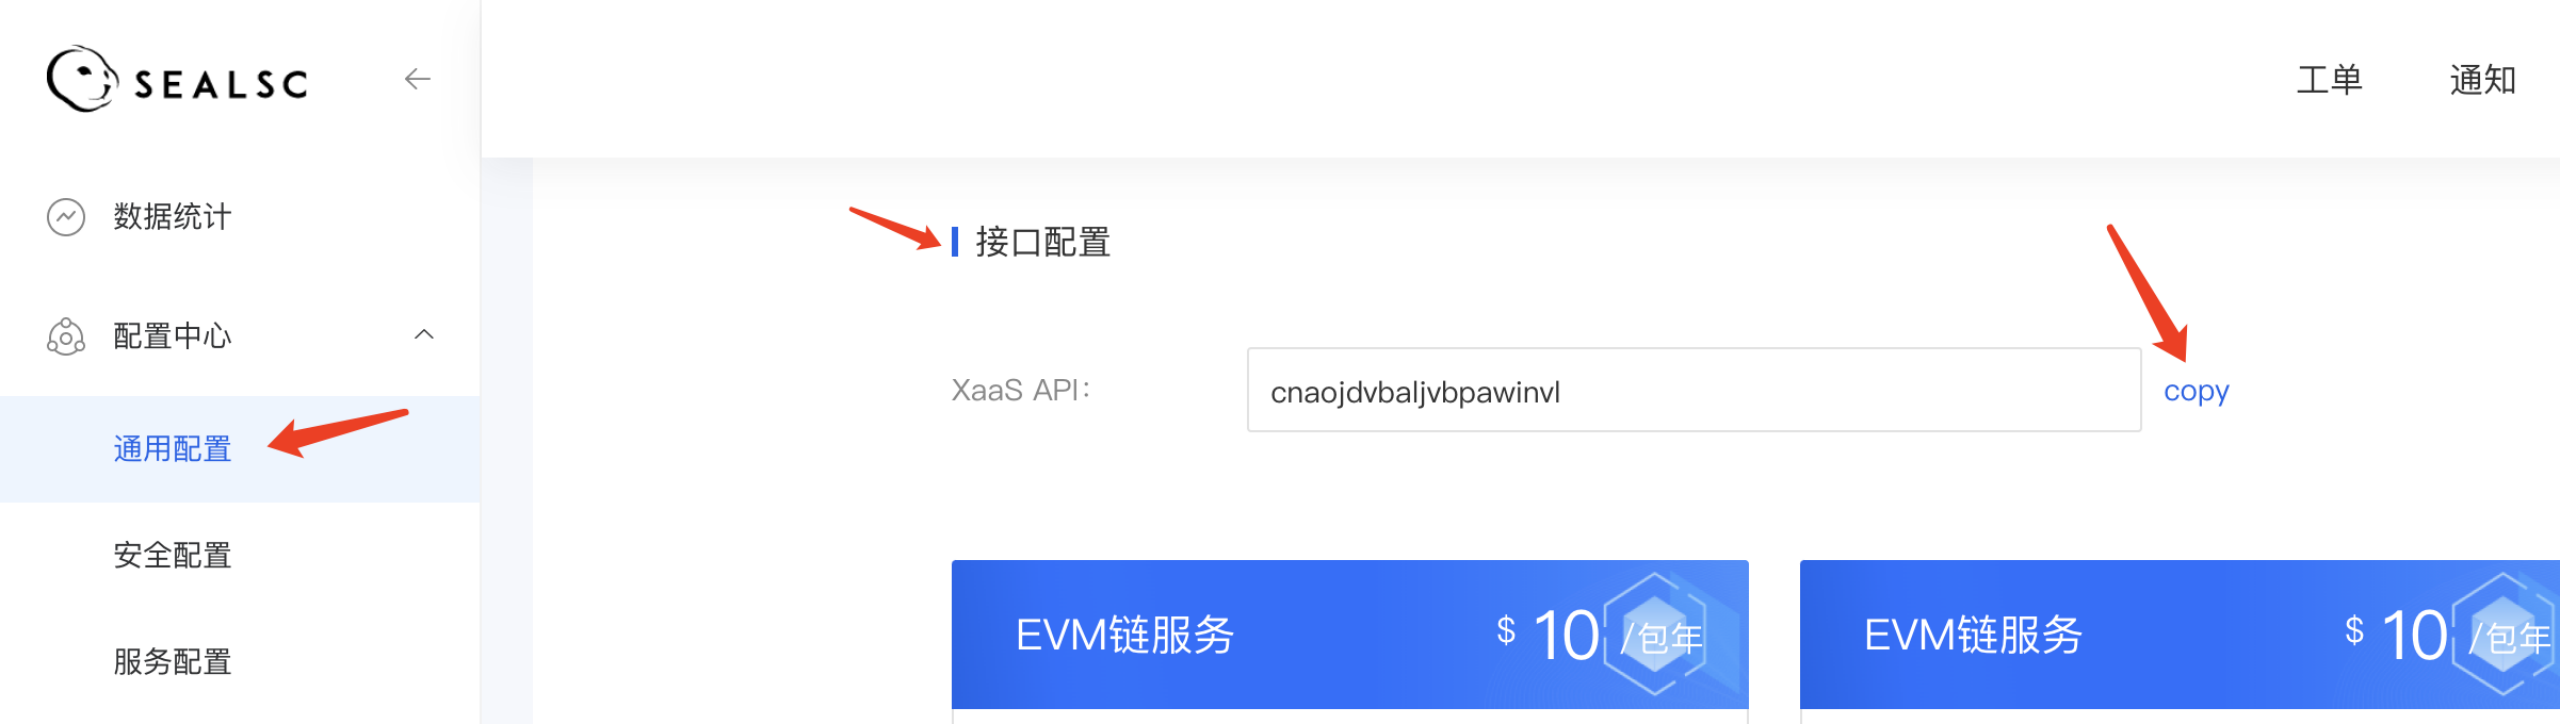 SEALSC
工单 通知
数据统计
配置中心
通用配置
安全配置
服务配置
接口配置
XaaS API: cnaojdvbaljvbpawinvl copy
EVM链服务 $ 10 /包年
EVM链服务 $ 10 /包年